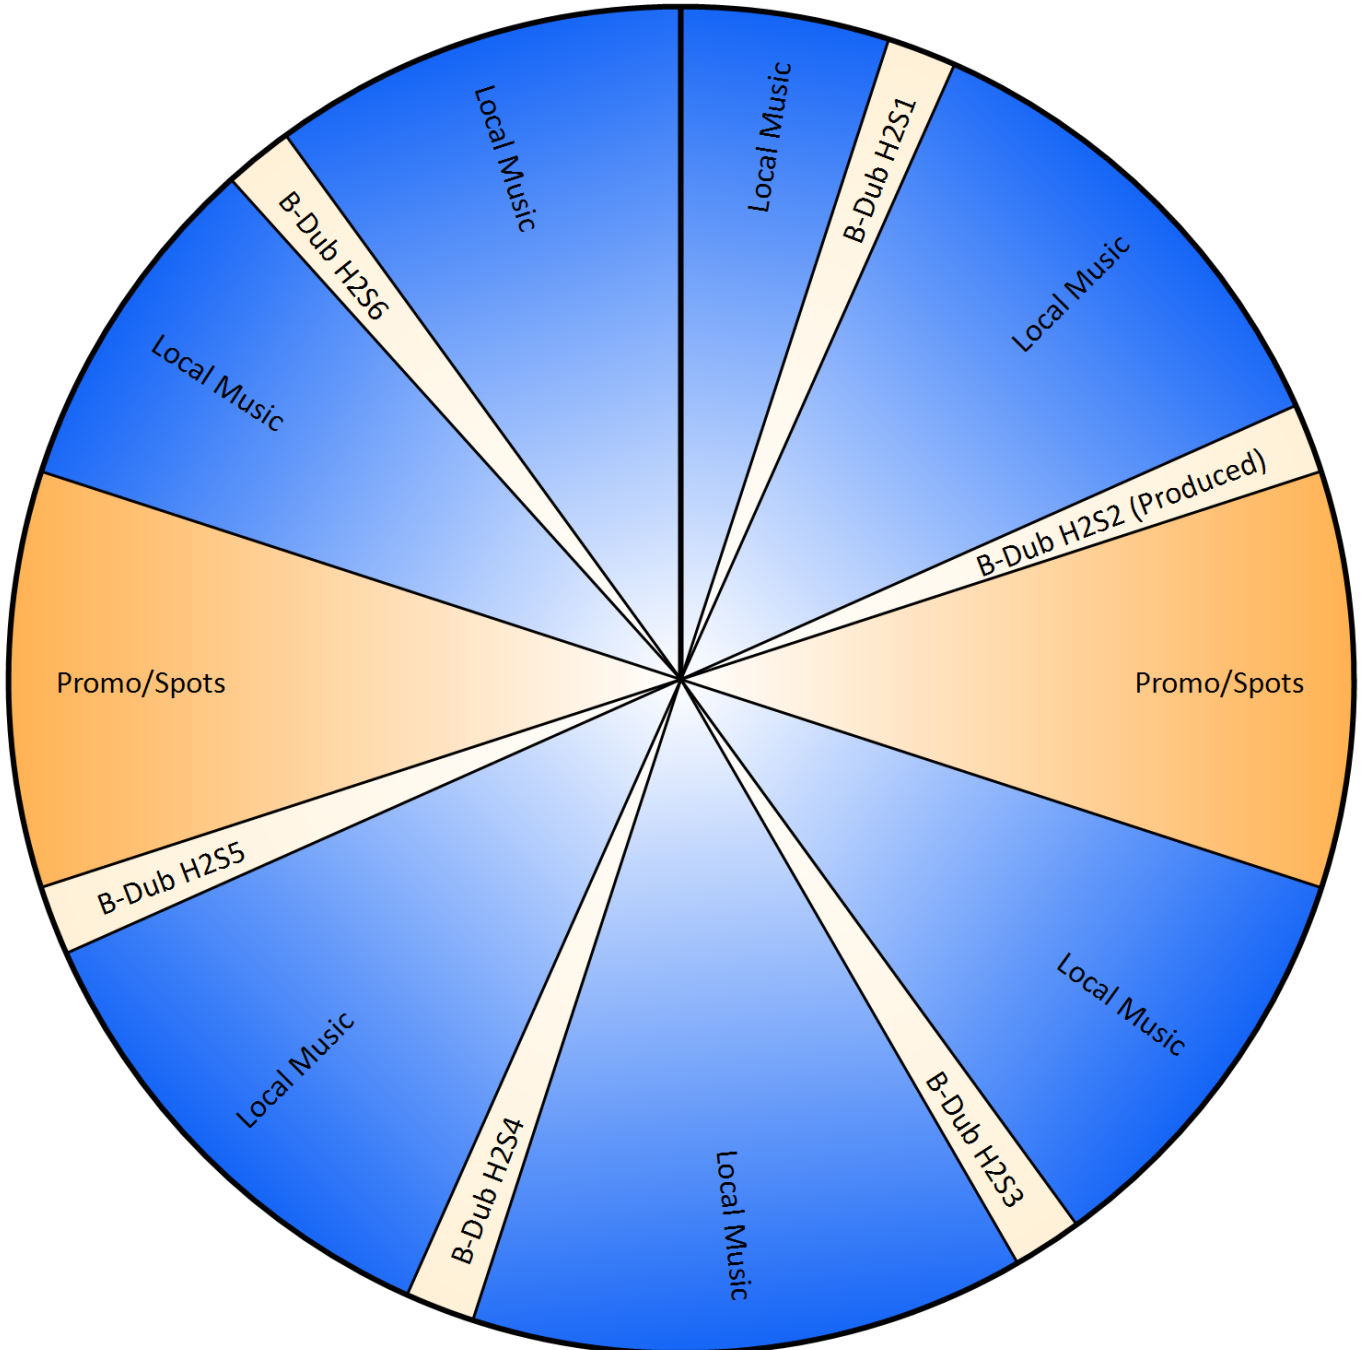 Local Music
B-Dub H2S1
Local Music
B-Dub H2S2 (Produced)
Promo/Spots
Local Music
B-Dub H2S3
Local Music
B-Dub H2S4
Local Music
B-Dub H2S5
Promo/Spots
Local Music
B-Dub H2S6
Local Music